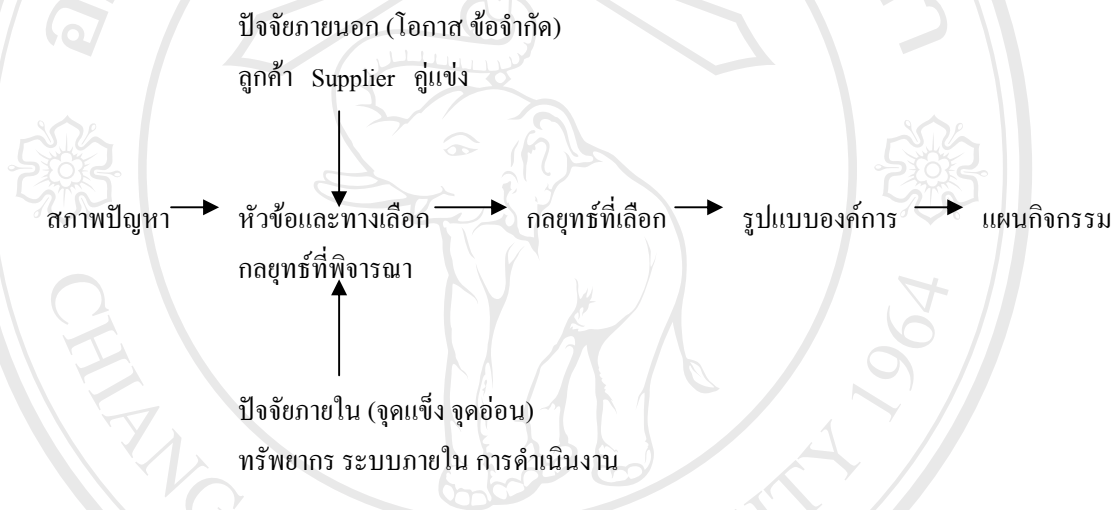 ปัจจัยภายนอก (โอกาส ข้อจำกัด)
ลูกค้า Supplier คู่แข่ง
สภาพปัญหา หัวข้อและทางเลือก กลยุทธ์ที่เลือก รูปแบบองค์การ แผนกิจกรรม
กลยุทธ์ที่พิจารณา
ปัจจัยภายใน (จุดแข็ง จุดอ่อน)
ทรัพยากร ระบบภายใน การดำเนินงาน
CHIANG
1964